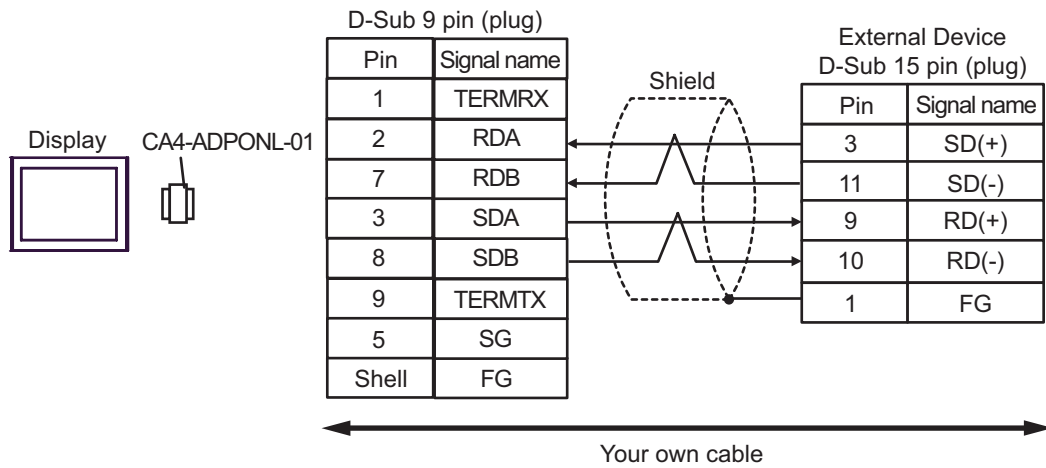 D-Sub 9 pin (plug)
Pin Signal name
1 TERMRX
2 RDA
7 RDB
3 SDA
8 SDB
9 TERMTX
5 SG
Shell FG
Display
CA4-ADPONL-01
Shield
External Device
D-Sub 15 pin (plug)
Pin Signal name
3 SD(+)
11 SD(-)
9 RD(+)
10 RD(-)
1 FG
Your own cable